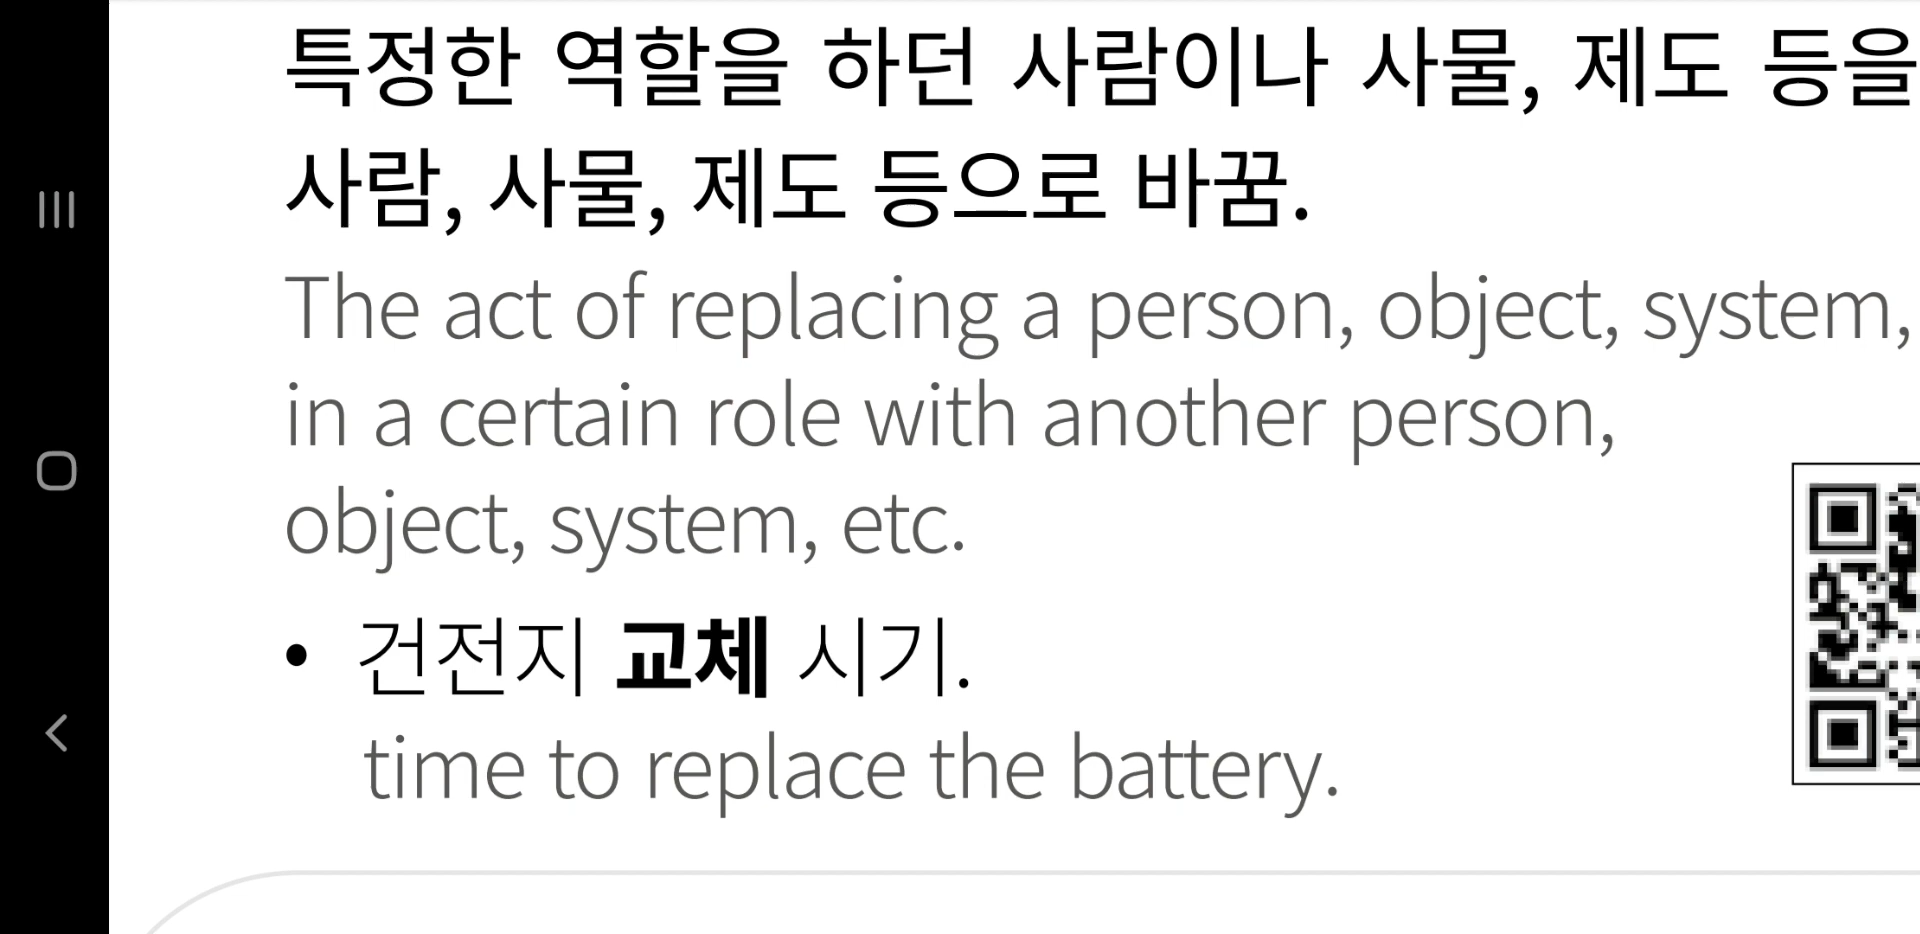 특정한 역할을 하던 사람이나 사물, 제도 등을
사람, 사물, 제도 등으로 바꿈.
The act of replacing a person, object, system,
in a certain role with another person,
object, system, etc.
• 건전지 교체 시기.
time to replace the battery.